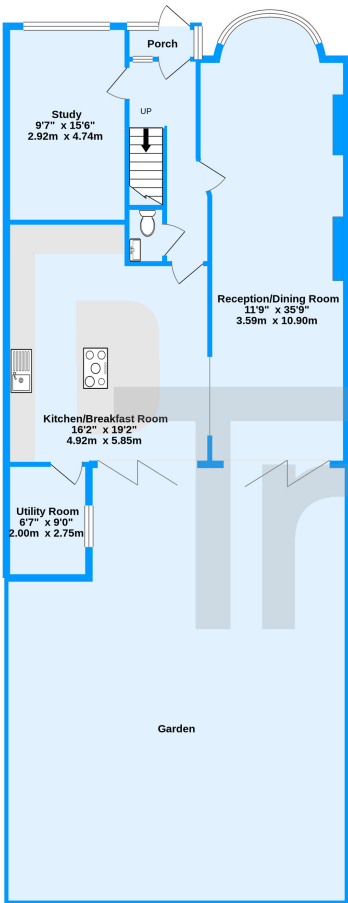 Porch
UP
Study
9'7" x 15'6"
2.92m x 4.74m
Reception/Dining Room
11'9" x 35'9"
3.59m x 10.90m
Kitchen/Breakfast Room
16'2" x 19'2"
4.92m x 5.85m
Utility Room
6'7" x 9'0"
2.00m x 2.75m
Garden
Tr